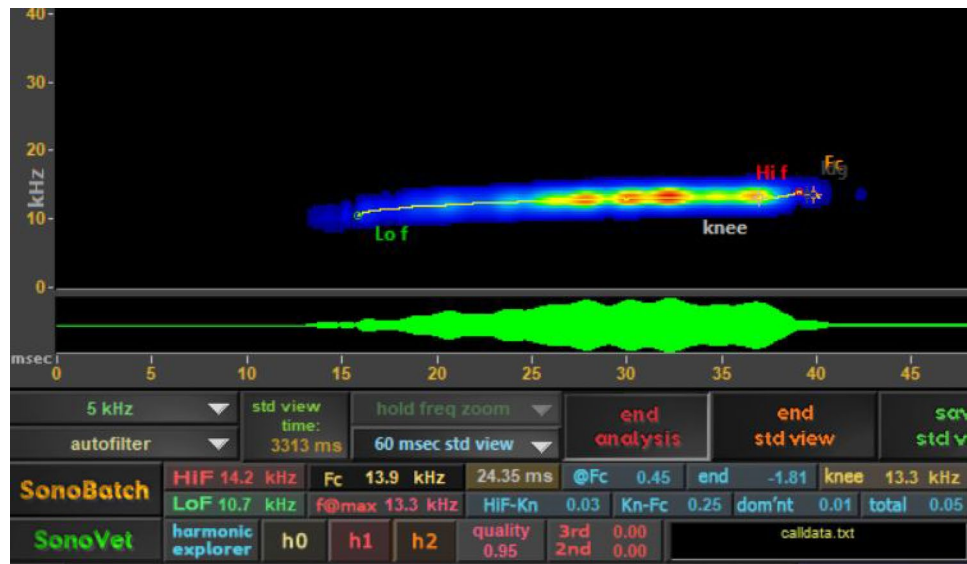 40-
30-
20-
kHz
10-
0-
Hi f
Fc
Lo f
knee
msec
0 5 10 15 20 25 30 35 40 45
5 kHz
std view time: 3313 ms
hold freq zoom
end analysis
end std view
sav
std v
autofilter
60 msec std view
SonoBatch
HiF 14.2 kHz Fc 13.9 kHz 24.35 ms @Fc 0.45 end -1.81 knee 13.3 kHz
LoF 10.7 kHz f@max 13.3 kHz HiF-Kn 0.03 Kn-Fc 0.25 dom'nt 0.01 total 0.05
SonoVet
harmonic explorer
h0 h1 h2
quality 0.95
3rd 0.00
2nd 0.00
calldata.txt